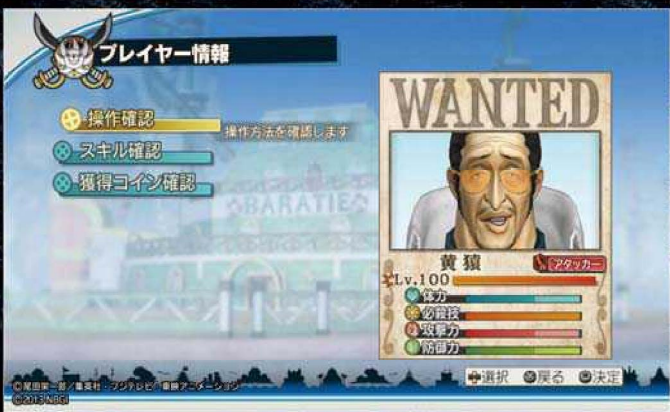 プレイヤー情報
操作確認
操作方法を確認します
スキル確認
獲得コイン確認
BARATIE
WANTED
黄猿
アタッカー
Lv.100
体力
必殺技
攻撃力
防御力
選択 戻る 決定
©尾田栄一郎/集英社・フジテレビ・東映アニメーション
©2013 NBGI